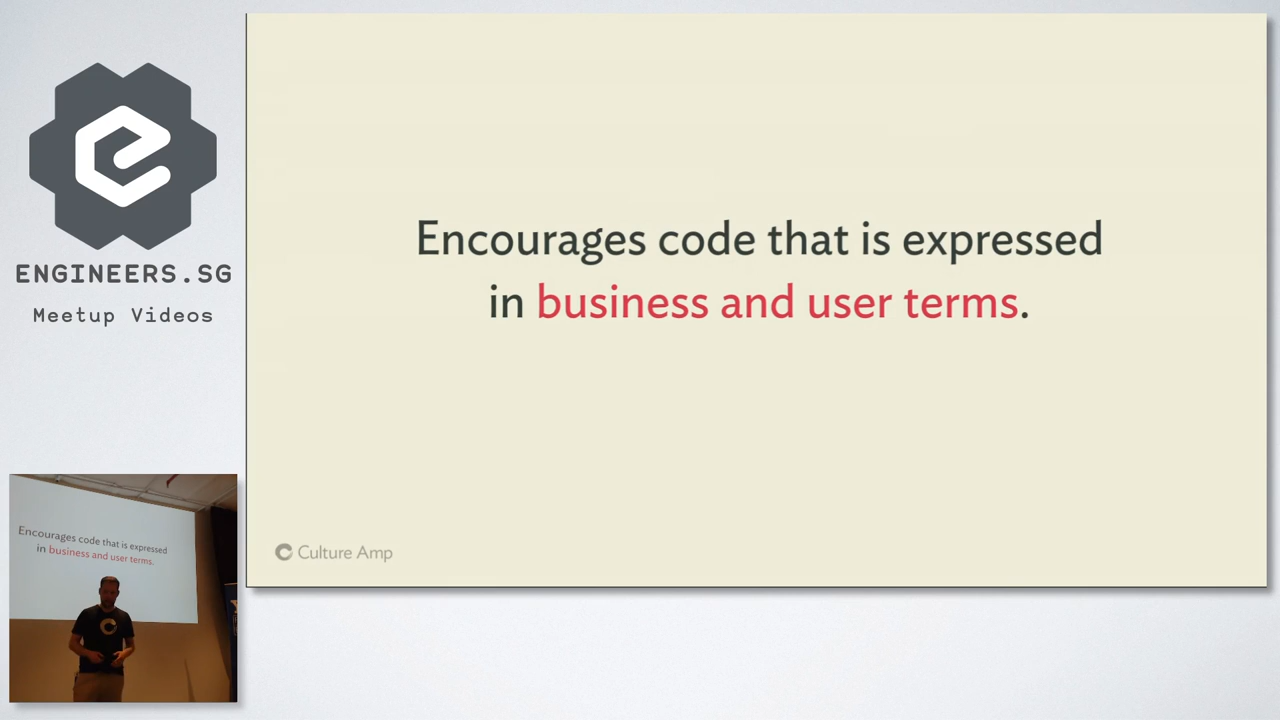 ENGINEERS.SG
Meetup Videos
Encourages code that is expressed
in business and user terms.
Culture Amp
Encourages code that is expressed
in business and user terms.